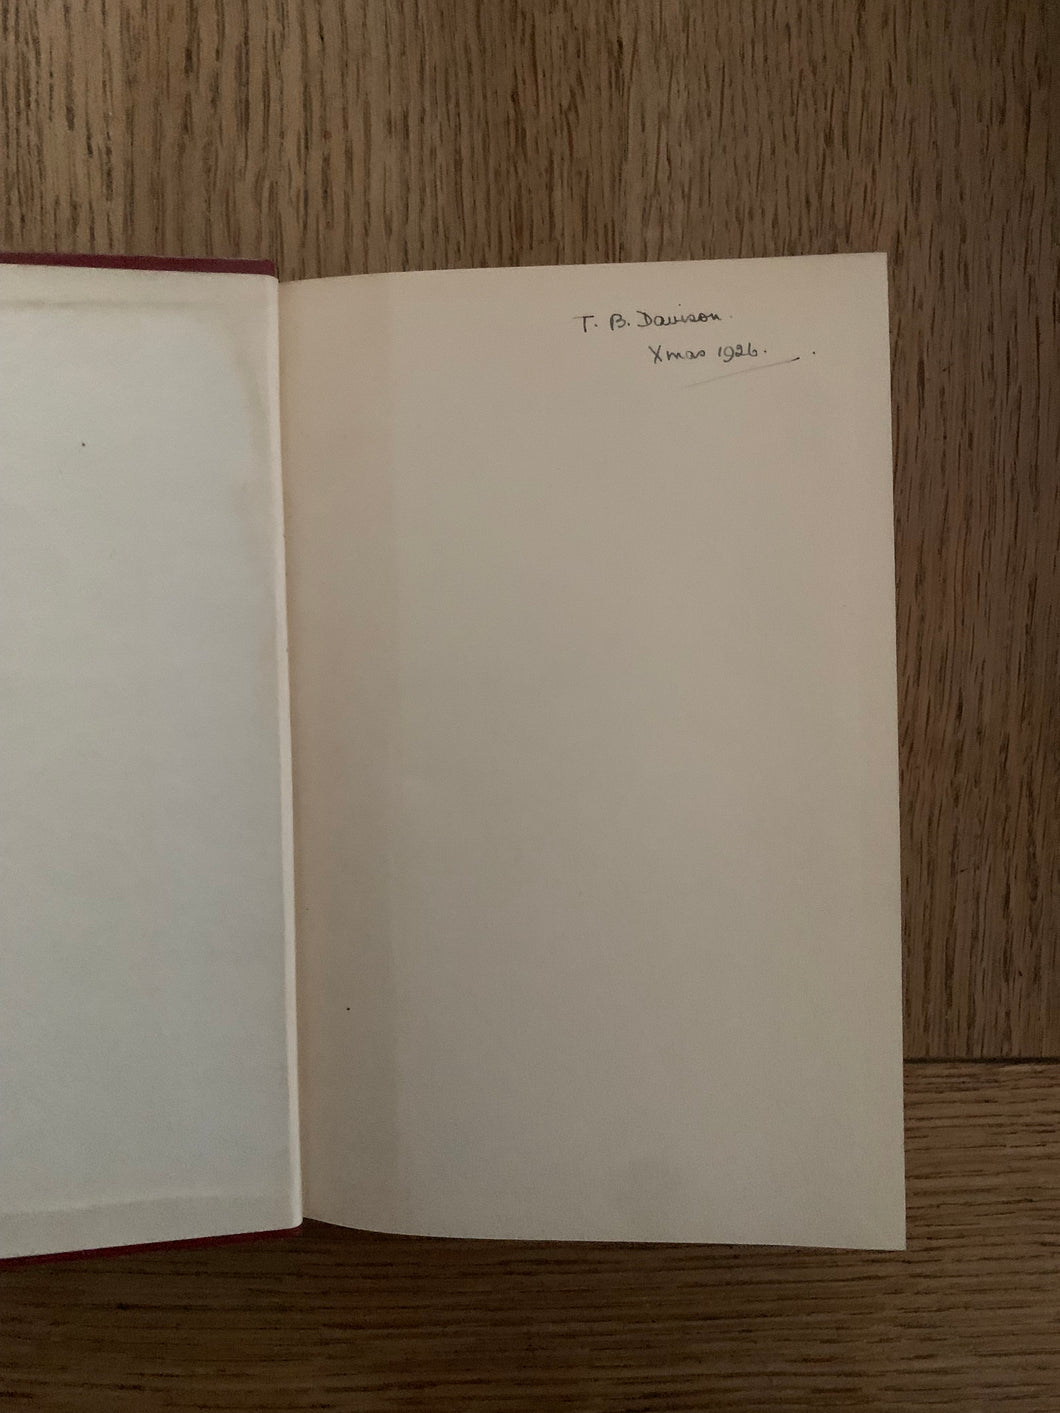 T. B. Davison.
Xmas 1926.